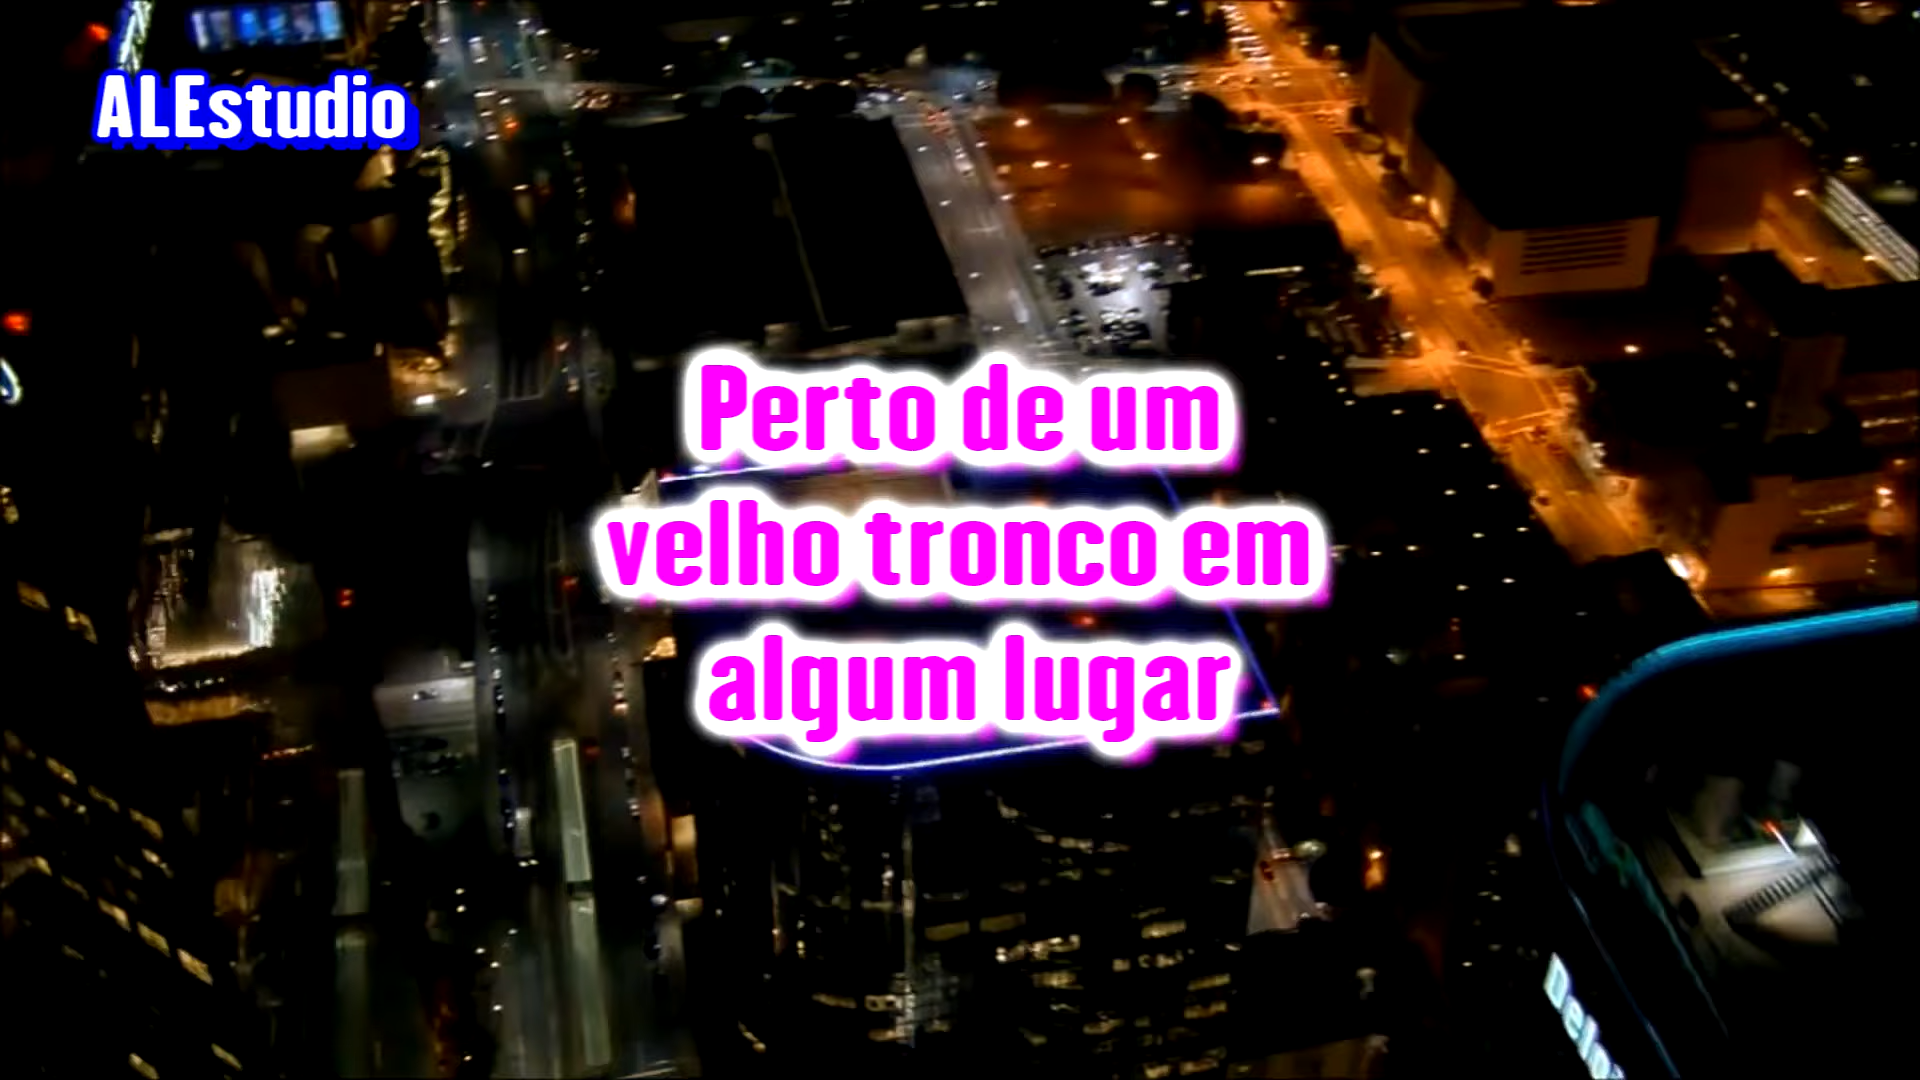 ALEstudio
Perto de um
velho tronco em
algum lugar